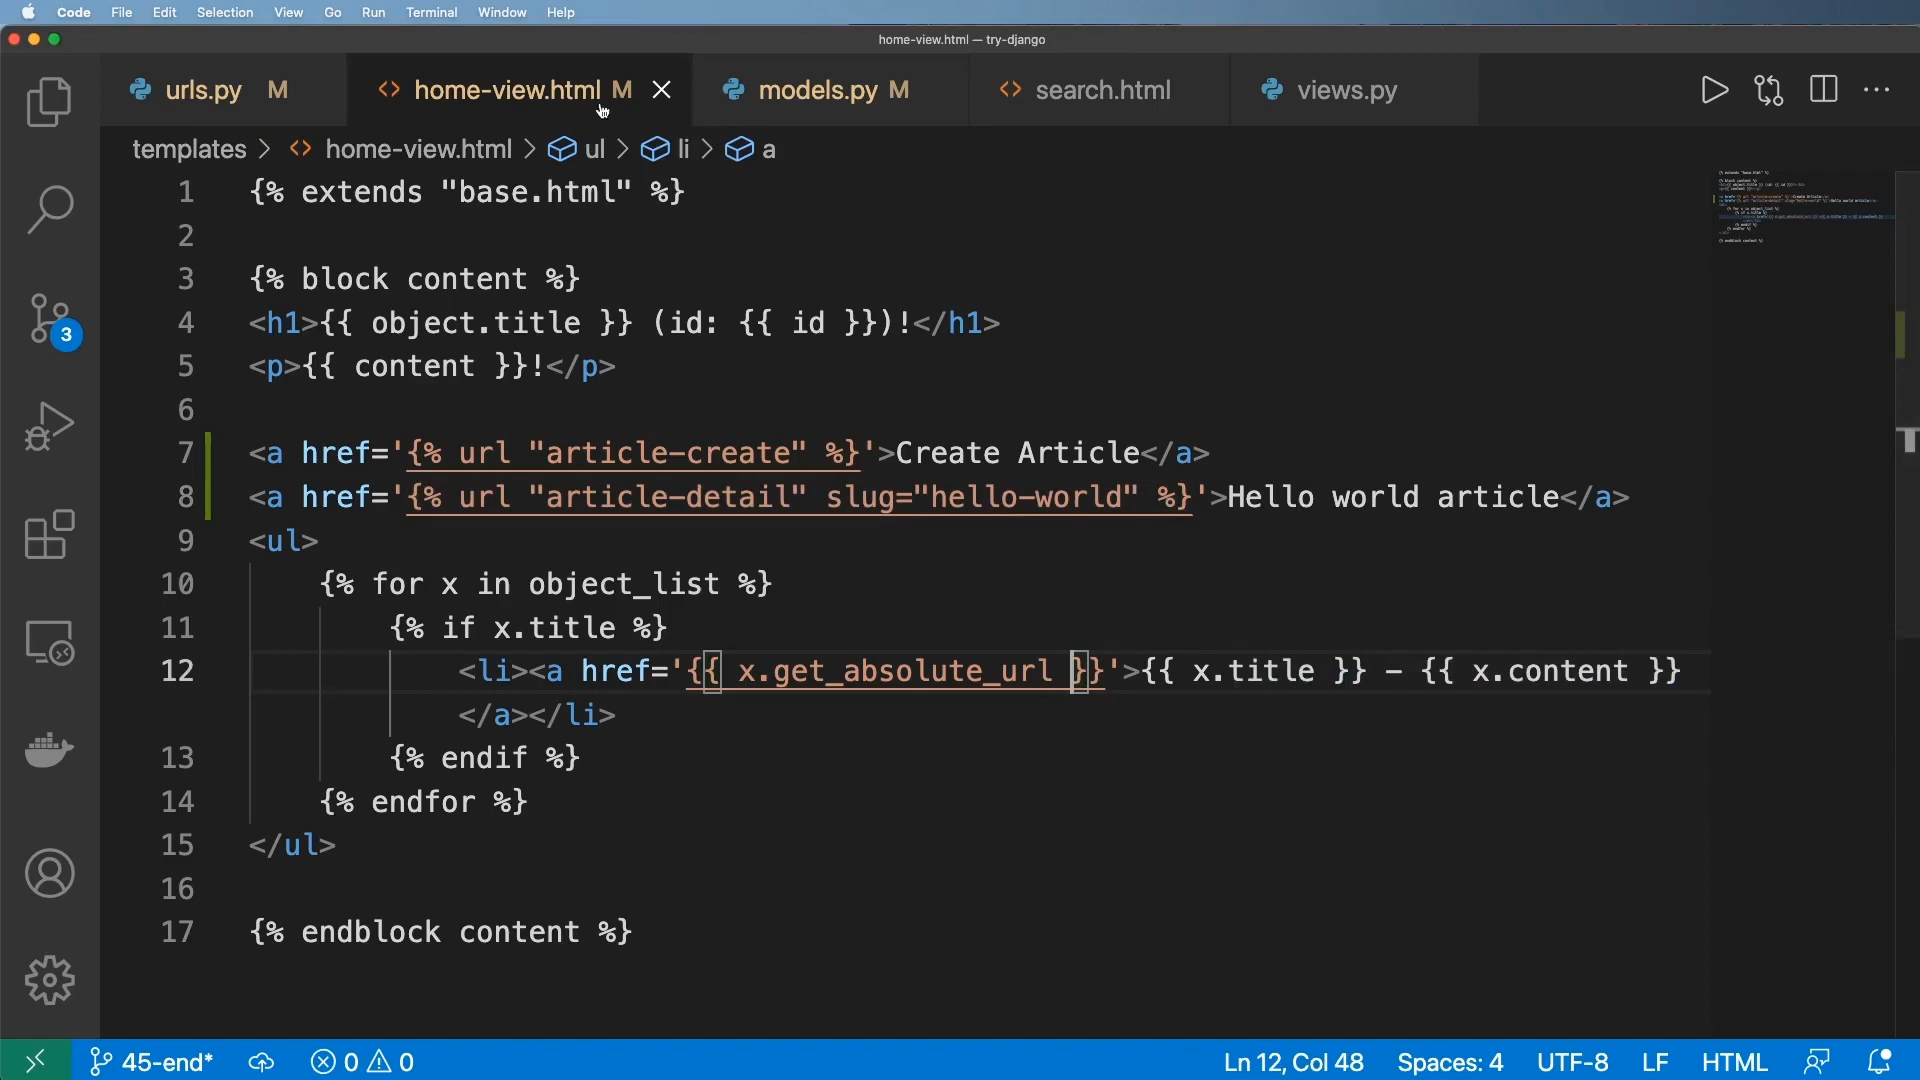 Code File Edit Selection View Go Run Terminal Window Help
home-view.html — try-django
urls.py M home-view.html M models.py M search.html views.py
templates > home-view.html > ul > li > a
1 {% extends "base.html" %}
2
3 {% block content %}
4 <h1>{{ object.title }} (id: {{ id }})!</h1>
5 <p>{{ content }}!</p>
6
7 <a href='{% url "article-create" %}'>Create Article</a>
8 <a href='{% url "article-detail" slug="hello-world" %}'>Hello world article</a>
9 <ul>
10 {% for x in object_list %}
11 {% if x.title %}
12 <li><a href='{{ x.get_absolute_url }}'>{{ x.title }} - {{ x.content }}
</a></li>
13 {% endif %}
14 {% endfor %}
15 </ul>
16
17 {% endblock content %}
3
45-end* 0 0 Ln 12, Col 48 Spaces: 4 UTF-8 LF HTML